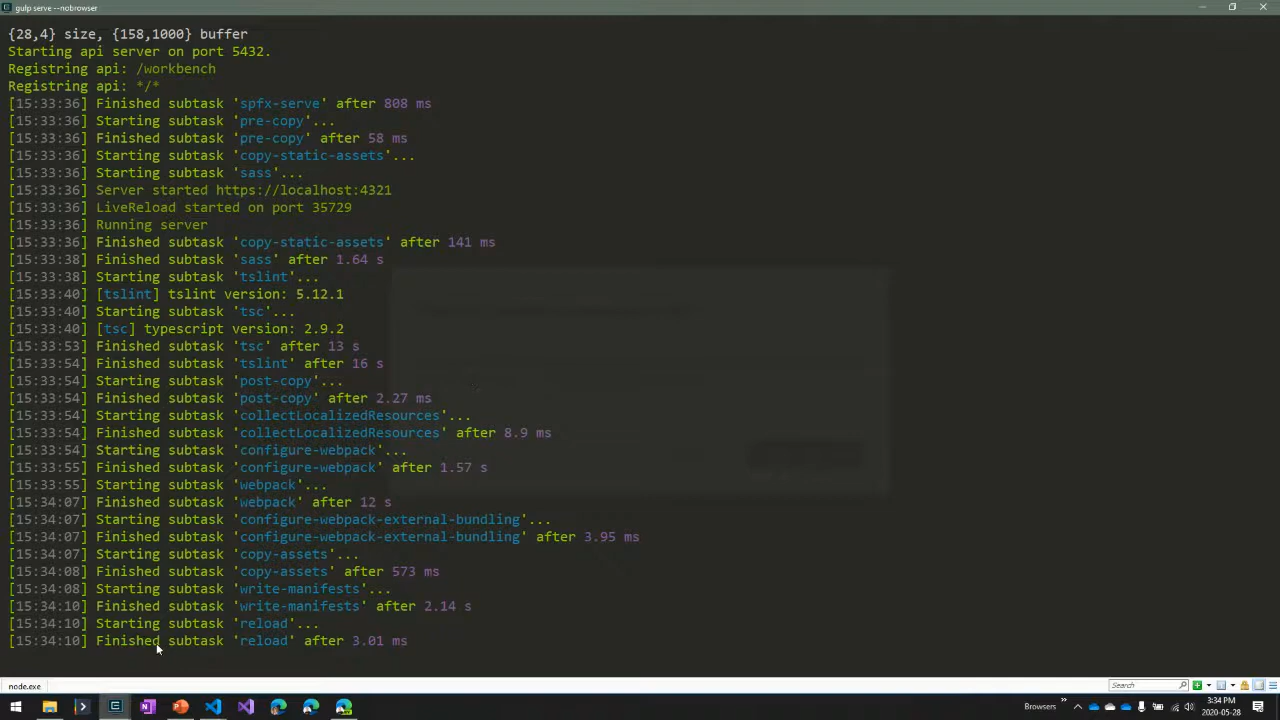 gulp serve --nobrowser
{28,4} size, {158,1000} buffer
Starting api server on port 5432.
Registring api: /workbench
Registring api: */*
[15:33:36] Finished subtask 'spfx-serve' after 808 ms
[15:33:36] Starting subtask 'pre-copy'...
[15:33:36] Finished subtask 'pre-copy' after 58 ms
[15:33:36] Starting subtask 'copy-static-assets'...
[15:33:36] Starting subtask 'sass'...
[15:33:36] Server started https://localhost:4321
[15:33:36] LiveReload started on port 35729
[15:33:36] Running server
[15:33:36] Finished subtask 'copy-static-assets' after 141 ms
[15:33:38] Finished subtask 'sass' after 1.64 s
[15:33:38] Starting subtask 'tslint'...
[15:33:40] [tslint] tslint version: 5.12.1
[15:33:40] Starting subtask 'tsc'...
[15:33:40] [tsc] typescript version: 2.9.2
[15:33:53] Finished subtask 'tsc' after 13 s
[15:33:54] Finished subtask 'tslint' after 16 s
[15:33:54] Starting subtask 'post-copy'...
[15:33:54] Finished subtask 'post-copy' after 2.27 ms
[15:33:54] Starting subtask 'collectLocalizedResources'...
[15:33:54] Finished subtask 'collectLocalizedResources' after 8.9 ms
[15:33:54] Starting subtask 'configure-webpack'...
[15:33:55] Finished subtask 'configure-webpack' after 1.57 s
[15:33:55] Starting subtask 'webpack'...
[15:34:07] Finished subtask 'webpack' after 12 s
[15:34:07] Starting subtask 'configure-webpack-external-bundling'...
[15:34:07] Finished subtask 'configure-webpack-external-bundling' after 3.95 ms
[15:34:07] Starting subtask 'copy-assets'...
[15:34:08] Finished subtask 'copy-assets' after 573 ms
[15:34:08] Starting subtask 'write-manifests'...
[15:34:10] Finished subtask 'write-manifests' after 2.14 s
[15:34:10] Starting subtask 'reload'...
[15:34:10] Finished subtask 'reload' after 3.01 ms
node.exe
Search
Browsers
3:34 PM
2020-05-28